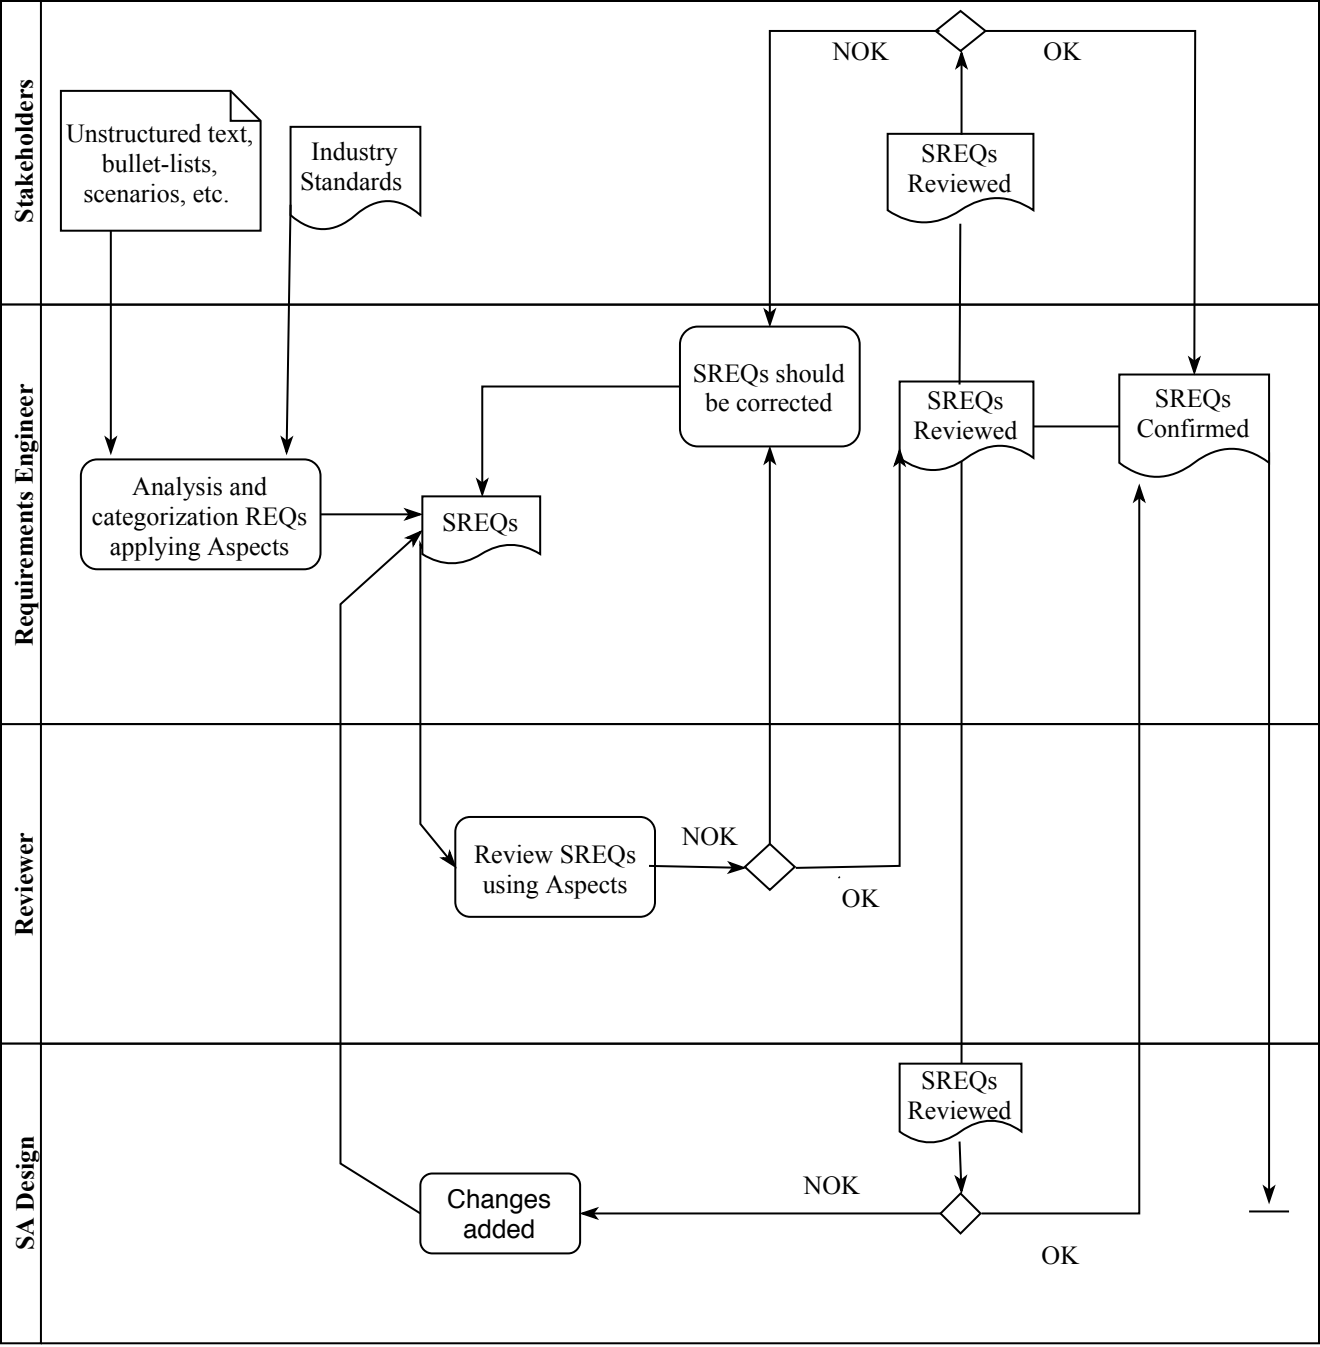 Stakeholders
Unstructured text,
bullet-lists,
scenarios, etc.
Industry
Standards
NOK
OK
SREQs
Reviewed
Requirements Engineer
Analysis and
categorization REQs
applying Aspects
SREQs
SREQs should
be corrected
SREQs
Reviewed
SREQs
Confirmed
Reviewer
Review SREQs
using Aspects
NOK
OK
SA Design
SREQs
Reviewed
Changes
added
NOK
OK